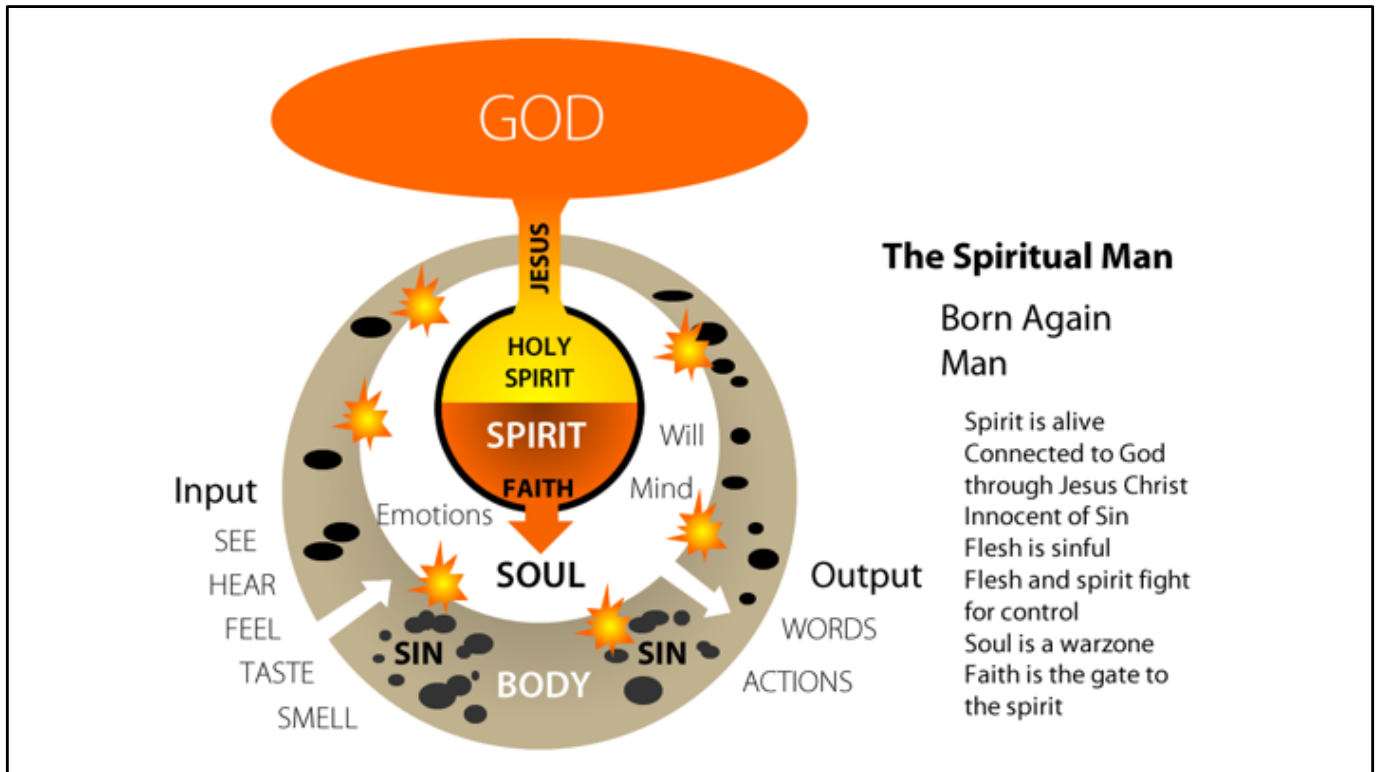 GOD
JESUS
HOLY
SPIRIT
SPIRIT
FAITH
Will
Mind
Emotions
SOUL
SIN
SIN
BODY
Input
SEE
HEAR
FEEL
TASTE
SMELL
Output
WORDS
ACTIONS
The Spiritual Man
Born Again
Man
Spirit is alive
Connected to God
through Jesus Christ
Innocent of Sin
Flesh is sinful
Flesh and spirit fight
for control
Soul is a warzone
Faith is the gate to
the spirit